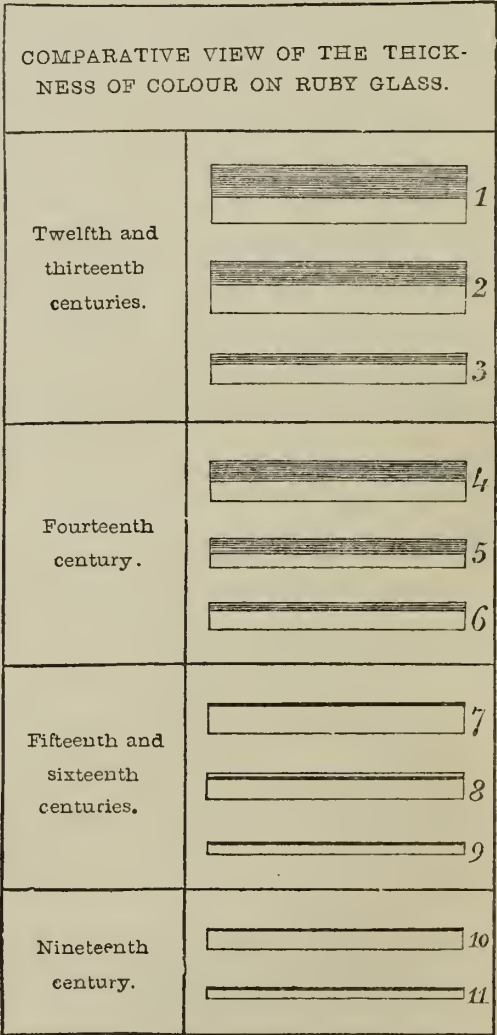 COMPARATIVE VIEW OF THE THICK-
NESS OF COLOUR ON RUBY GLASS.
Twelfth and
thirteenth
centuries.
1
2
3
Fourteenth
century.
4
5
6
Fifteenth and
sixteenth
centuries.
7
8
9
Nineteenth
century.
10
11